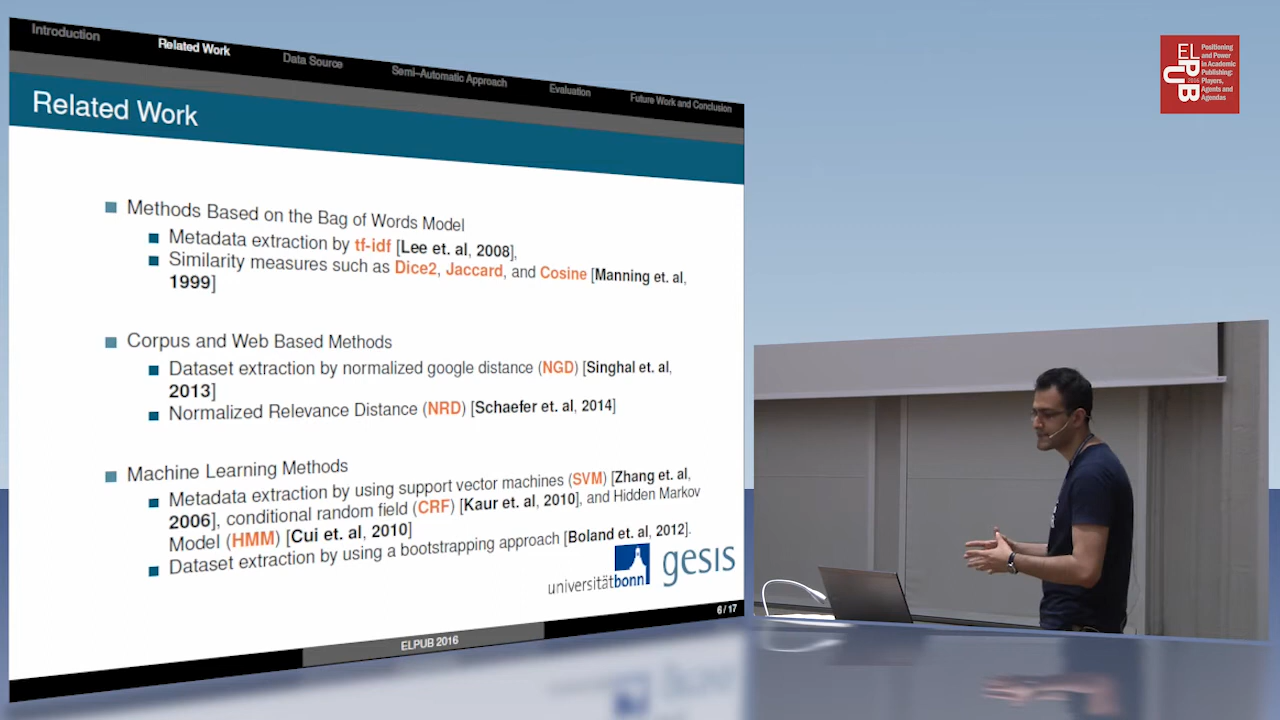 Introduction
Related Work
Data Source
Semi-Automatic Approach
Evaluation
Future Work and Conclusion
Related Work
Methods Based on the Bag of Words Model
Metadata extraction by tf-idf [Lee et. al, 2008],
Similarity measures such as Dice2, Jaccard, and Cosine [Manning et. al,
1999]
Corpus and Web Based Methods
Dataset extraction by normalized google distance (NGD) [Singhal et. al,
2013]
Normalized Relevance Distance (NRD) [Schaefer et. al, 2014]
Machine Learning Methods
Metadata extraction by using support vector machines (SVM) [Zhang et. al,
2006], conditional random field (CRF) [Kaur et. al, 2010], and Hidden Markov
Model (HMM) [Cui et. al, 2010]
Dataset extraction by using a bootstrapping approach [Boland et. al, 2012].
universitätbonn
gesis
6 / 17
ELPUB 2016
EL
PUB
2016
Positioning
and Power
in Academic
Publishing:
Players,
Agents and
Agendas